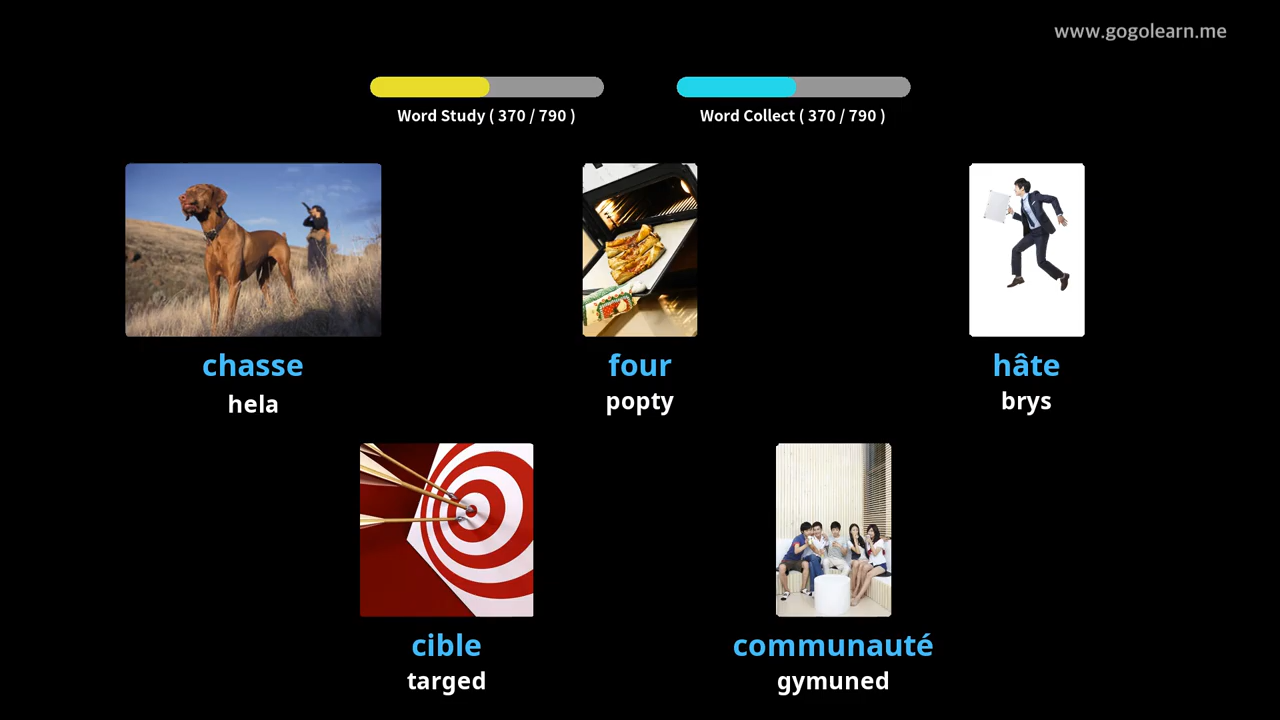 www.gogolearn.me
Word Study ( 370 / 790 )
Word Collect ( 370 / 790 )
chasse
hela
four
popty
hâte
brys
cible
targed
communauté
gymuned